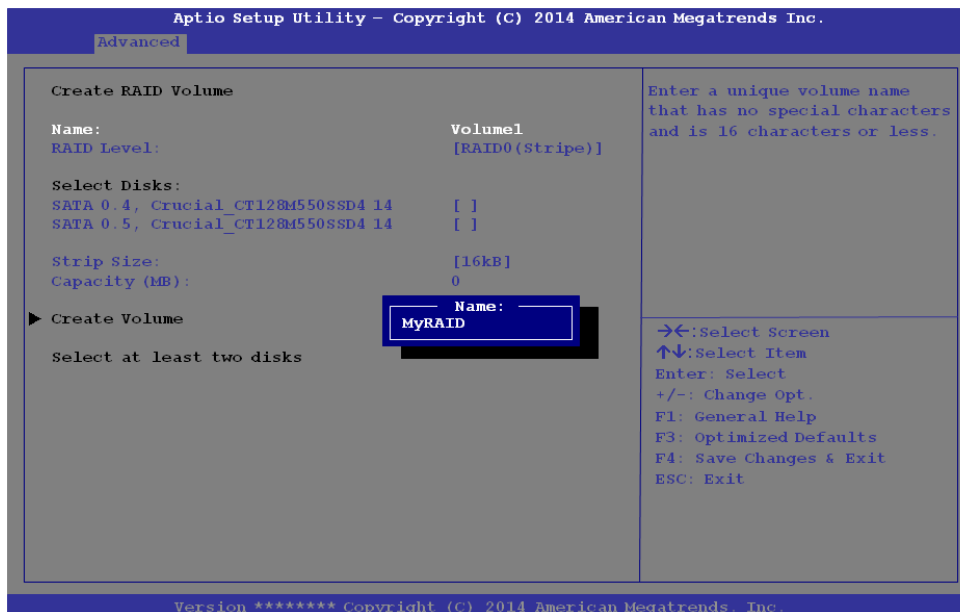 Aptio Setup Utility – Copyright (C) 2014 American Megatrends Inc.
Advanced
Create RAID Volume
Name: Volume1
RAID Level: [RAID0(Stripe)]
Select Disks:
SATA 0.4, Crucial_CT128M550SSD4 14 [ ]
SATA 0.5, Crucial_CT128M550SSD4 14 [ ]
Strip Size: [16kB]
Capacity (MB): 0
▶ Create Volume
Select at least two disks
Name:
MyRAID
Enter a unique volume name
that has no special characters
and is 16 characters or less.
→←:Select Screen
↑↓:Select Item
Enter: Select
+/-: Change Opt.
F1: General Help
F3: Optimized Defaults
F4: Save Changes & Exit
ESC: Exit
Version ******** Copyright (C) 2014 American Megatrends, Inc.